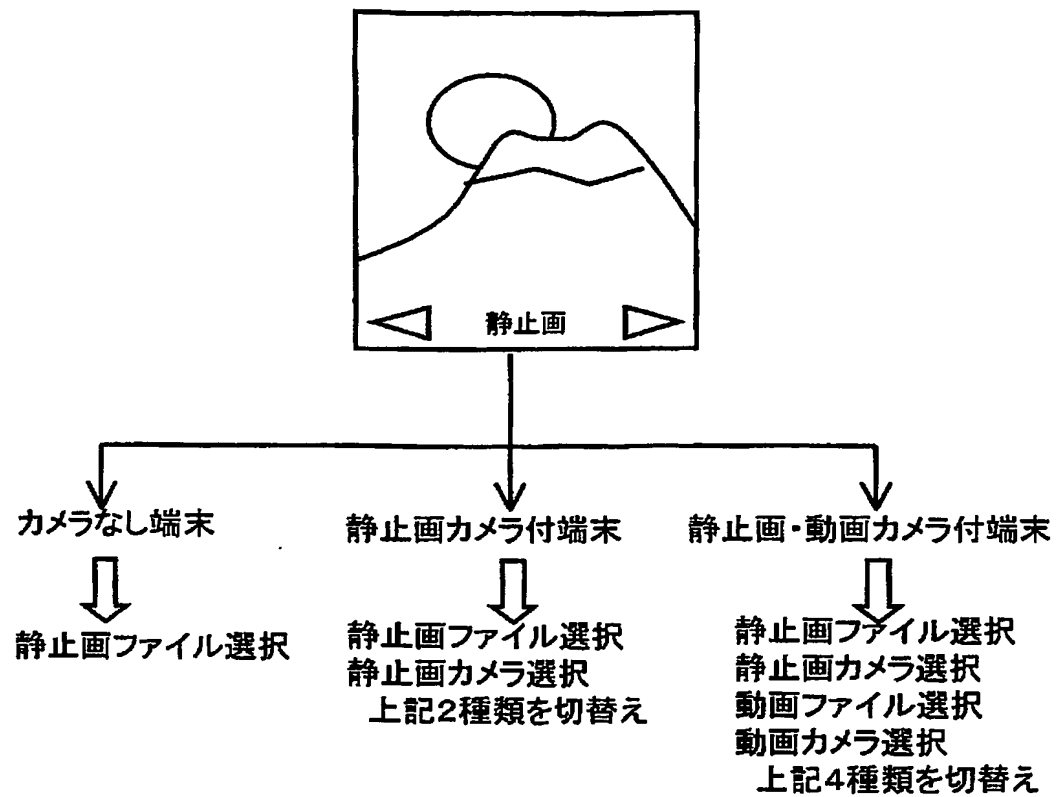 静止画
カメラなし端末
静止画ファイル選択
静止画カメラ付端末
静止画ファイル選択
静止画カメラ選択
上記2種類を切替え
静止画・動画カメラ付端末
静止画ファイル選択
静止画カメラ選択
動画ファイル選択
動画カメラ選択
上記4種類を切替え